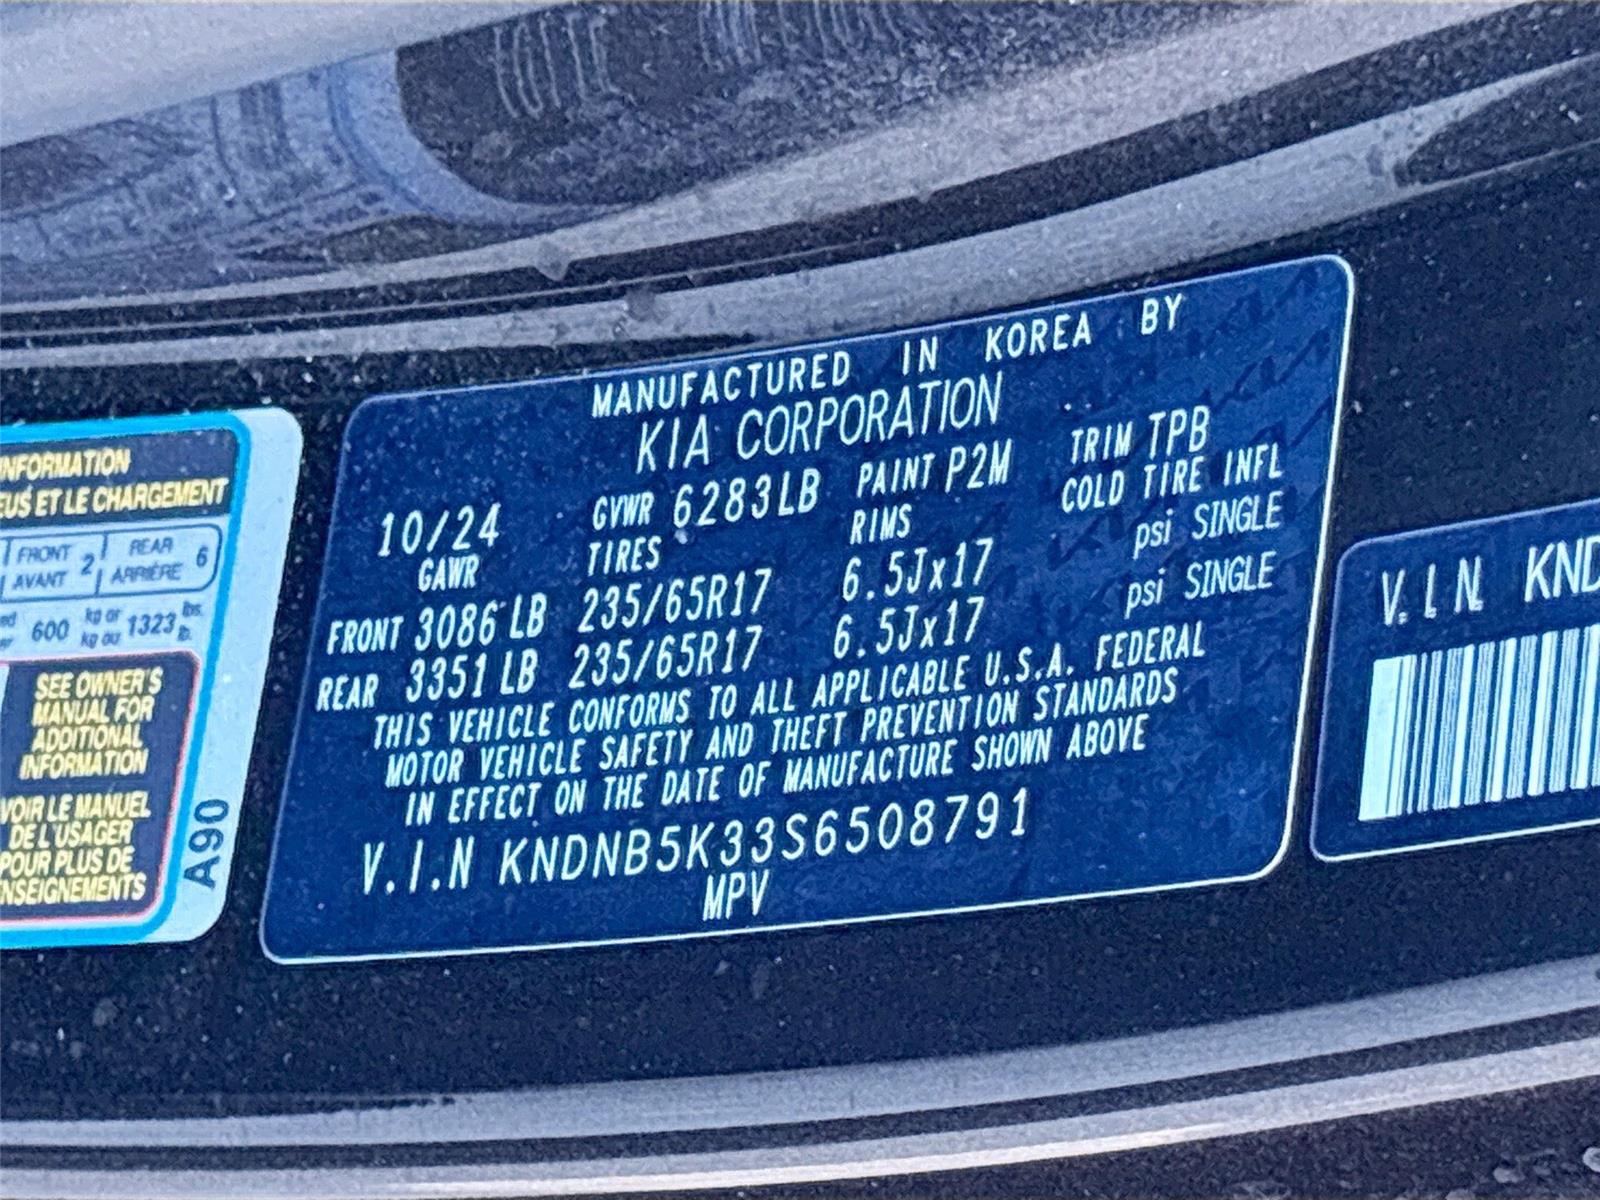 INFORMATION
EUS ET LE CHARGEMENT
FRONT 2 REAR 6
AVANT ARRIÈRE
600 kg or 1323 lbs.
kg ou lb.
SEE OWNER'S
MANUAL FOR
ADDITIONAL
INFORMATION
VOIR LE MANUEL
DE L'USAGER
POUR PLUS DE
NSEIGNEMENTS
A90
MANUFACTURED IN KOREA BY
KIA CORPORATION
10/24 GVWR 6283LB PAINT P2M TRIM TPB
GAWR TIRES RIMS COLD TIRE INFL
FRONT 3086 LB 235/65R17 6.5Jx17 psi SINGLE
REAR 3351 LB 235/65R17 6.5Jx17 psi SINGLE
THIS VEHICLE CONFORMS TO ALL APPLICABLE U.S.A. FEDERAL
MOTOR VEHICLE SAFETY AND THEFT PREVENTION STANDARDS
IN EFFECT ON THE DATE OF MANUFACTURE SHOWN ABOVE
V.I.N KNDNB5K33S6508791
MPV
V.I.N. KND